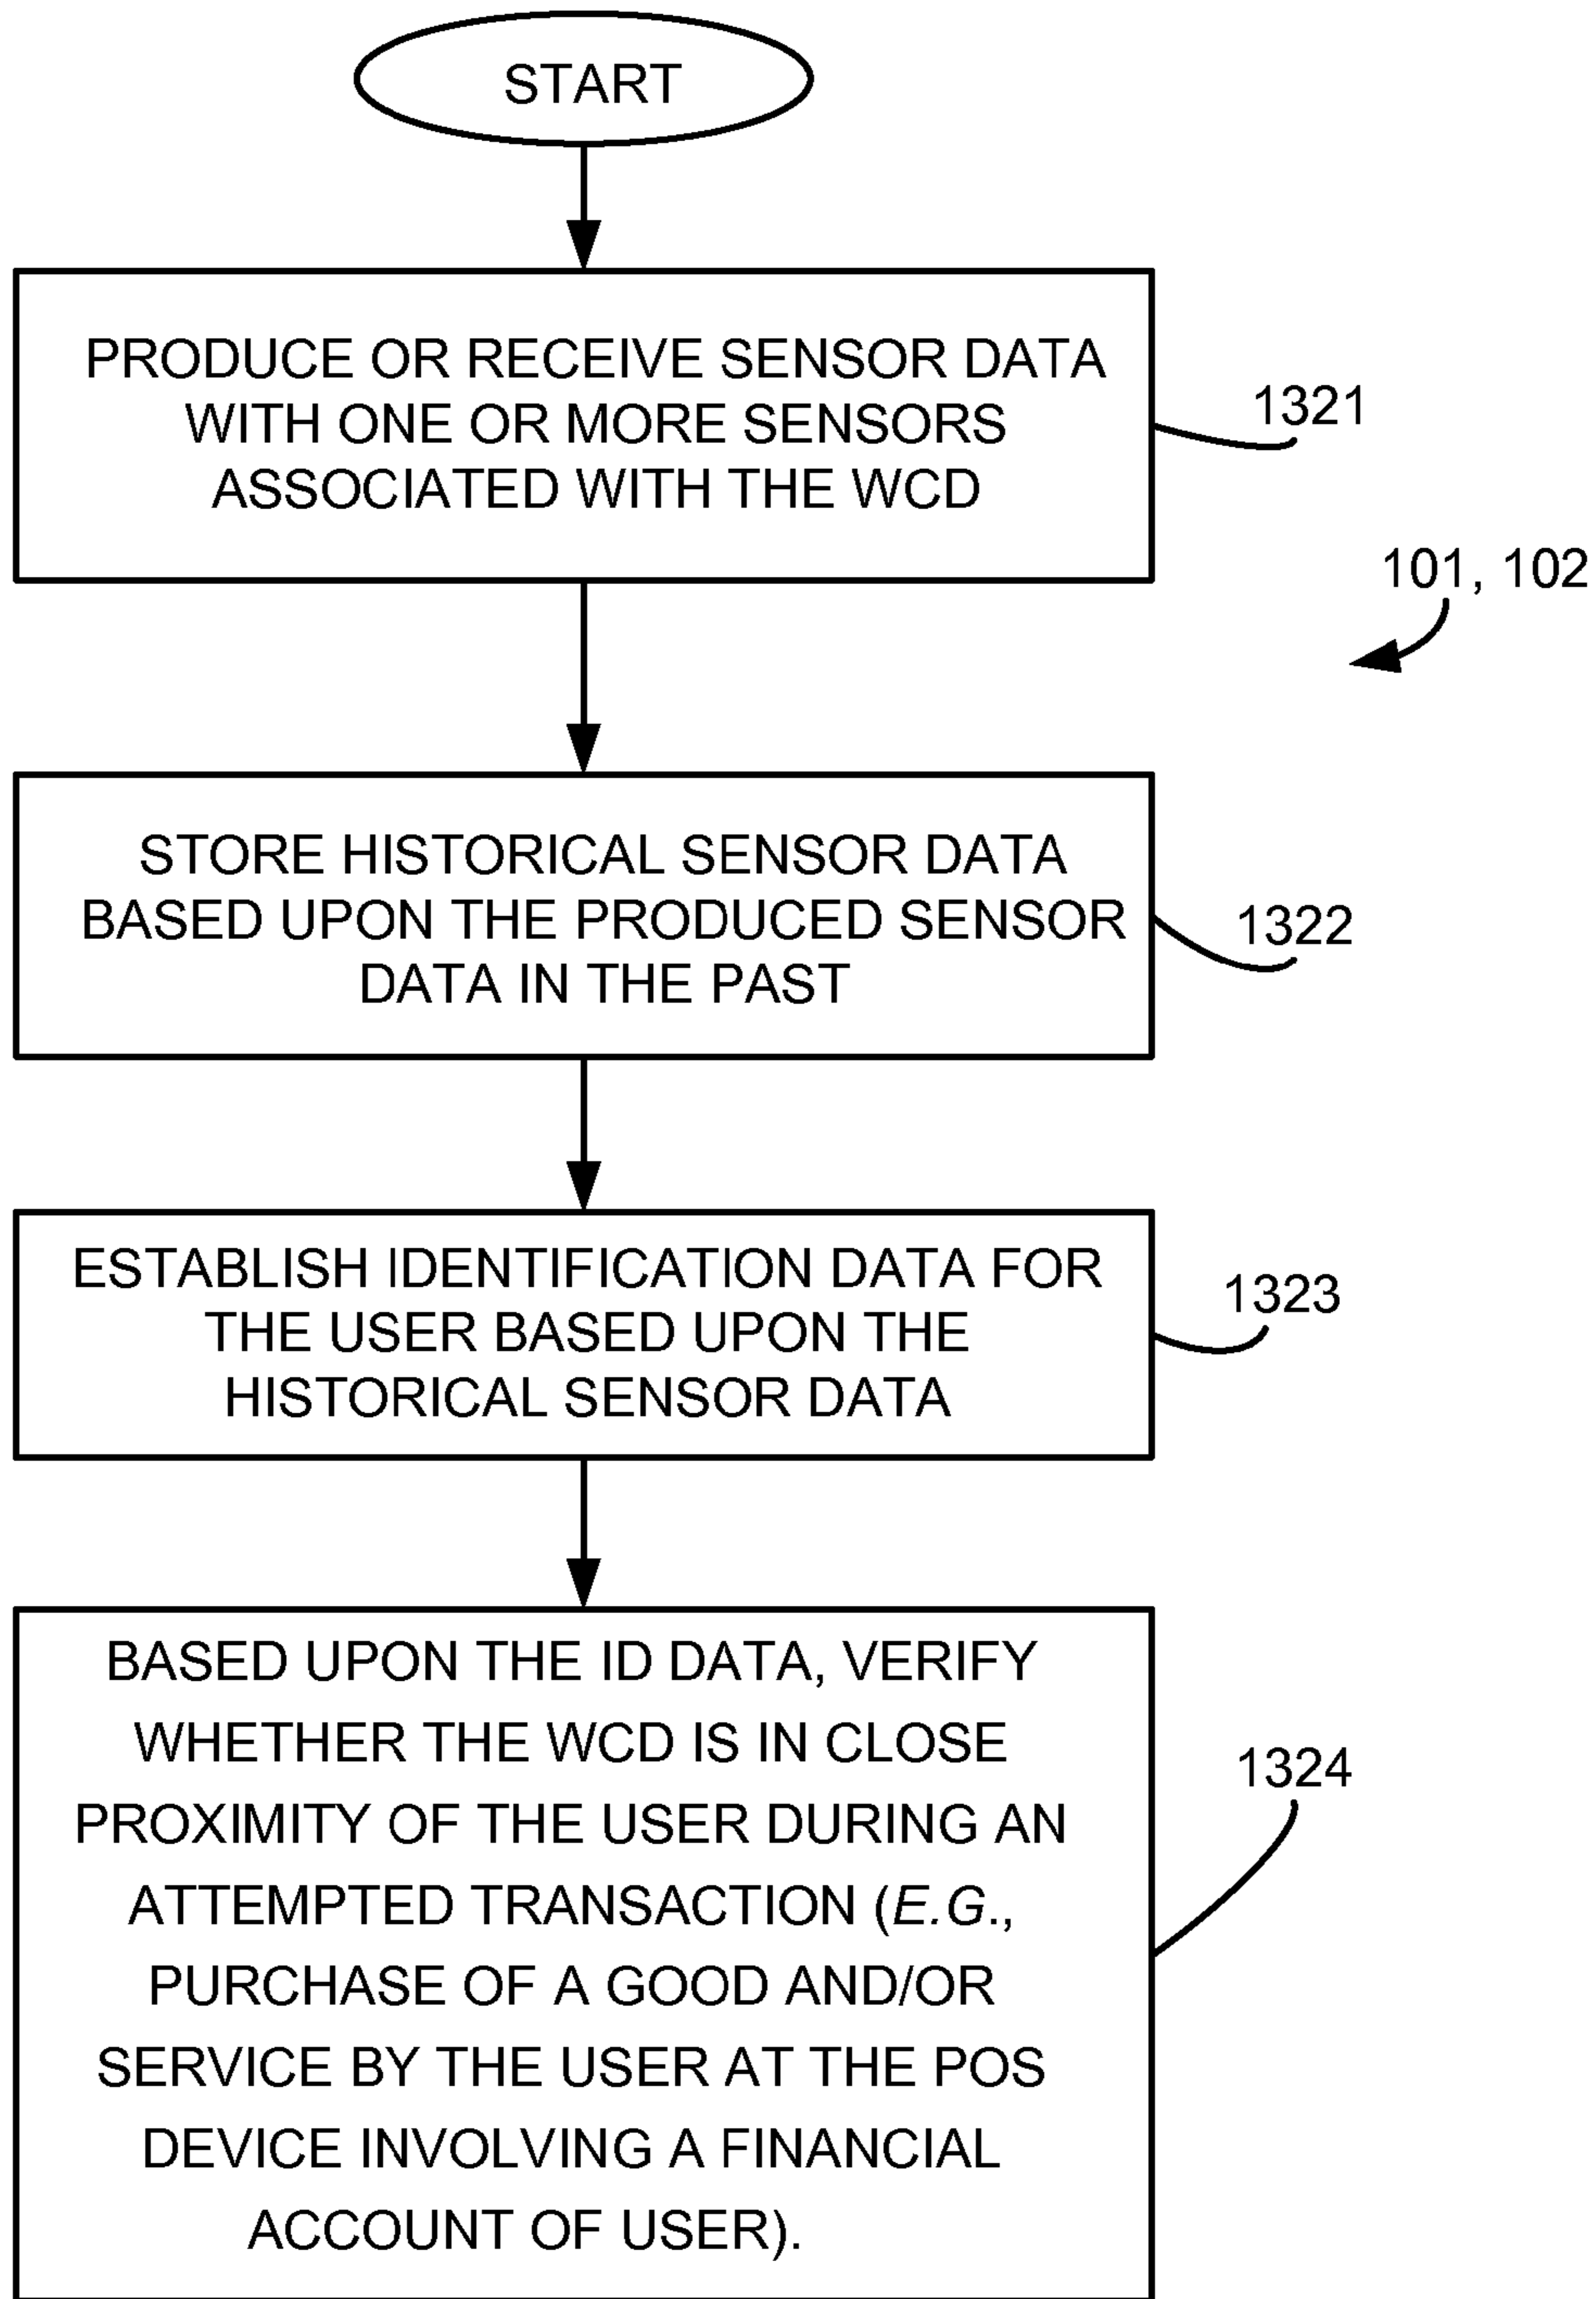 START
PRODUCE OR RECEIVE SENSOR DATA
WITH ONE OR MORE SENSORS
ASSOCIATED WITH THE WCD
1321
101, 102
STORE HISTORICAL SENSOR DATA
BASED UPON THE PRODUCED SENSOR
DATA IN THE PAST
1322
ESTABLISH IDENTIFICATION DATA FOR
THE USER BASED UPON THE
HISTORICAL SENSOR DATA
1323
BASED UPON THE ID DATA, VERIFY
WHETHER THE WCD IS IN CLOSE
PROXIMITY OF THE USER DURING AN
ATTEMPTED TRANSACTION (E.G.,
PURCHASE OF A GOOD AND/OR
SERVICE BY THE USER AT THE POS
DEVICE INVOLVING A FINANCIAL
ACCOUNT OF USER).
1324